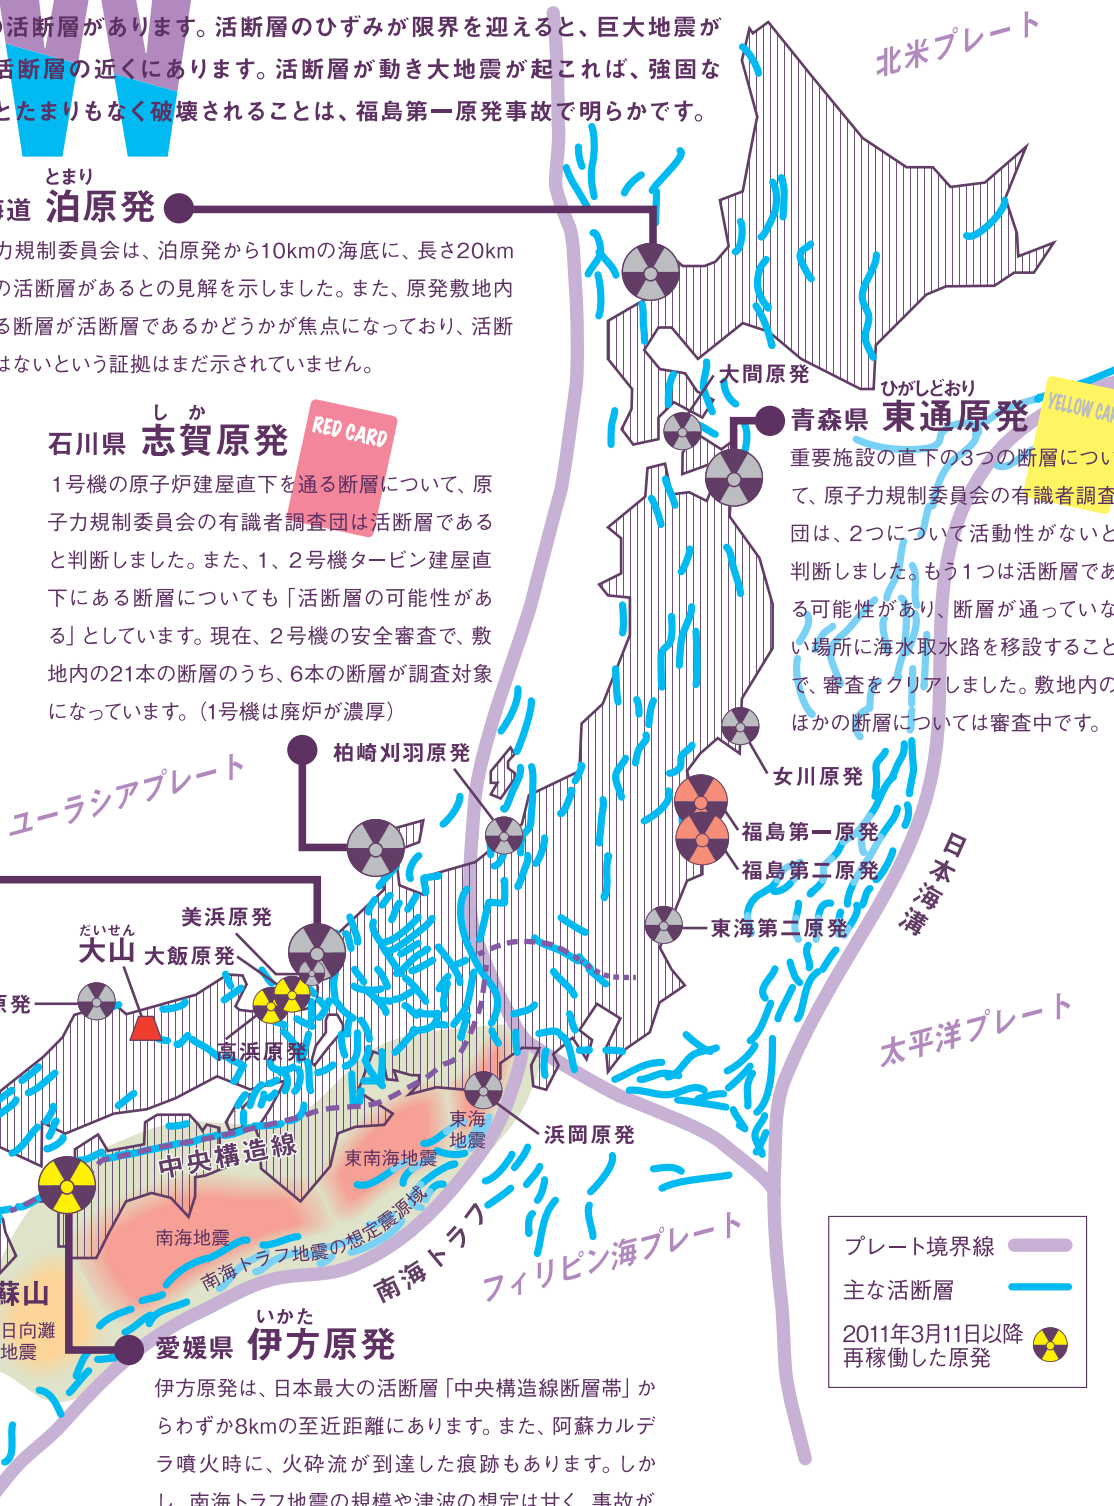 の活断層があります。活断層のひずみが限界を迎えると、巨大地震が
活断層の近くにあります。活断層が動き大地震が起これば、強固な
とたまりもなく破壊されることは、福島第一原発事故で明らかです。
北米プレート
とまり
海道 泊原発
力規制委員会は、泊原発から10kmの海底に、長さ20km
の活断層があるとの見解を示しました。また、原発敷地内
る断層が活断層であるかどうかが焦点になっており、活断
はないという証拠はまだ示されていません。
大間原発
しか
石川県 志賀原発
RED CARD
1号機の原子炉建屋直下を通る断層について、原
子力規制委員会の有識者調査団は活断層である
と判断しました。また、1、2号機タービン建屋直
下にある断層についても「活断層の可能性があ
る」としています。現在、2号機の安全審査で、敷
地内の21本の断層のうち、6本の断層が調査対象
になっています。（1号機は廃炉が濃厚）
ひがしどおり
青森県 東通原発
YELLOW CAR
重要施設の直下の3つの断層につい
て、原子力規制委員会の有識者調査
団は、2つについて活動性がないと
判断しました。もう1つは活断層であ
る可能性があり、断層が通っていな
い場所に海水取水路を移設すること
で、審査をクリアしました。敷地内の
ほかの断層については審査中です。
ユーラシアプレート
柏崎刈羽原発
女川原発
福島第一原発
福島第二原発
東海第二原発
日本海溝
美浜原発
だいせん
大山
大飯原発
原発
高浜原発
太平洋プレート
浜岡原発
東海
地震
東南海地震
中央構造線
南海地震
南海トラフ地震の想定震源域
南海トラフ
フィリピン海プレート
蘇山
日向灘
地震
プレート境界線
主な活断層
2011年3月11日以降
再稼働した原発
いかた
愛媛県 伊方原発
伊方原発は、日本最大の活断層「中央構造線断層帯」か
らわずか8kmの至近距離にあります。また、阿蘇カルデ
ラ噴火時に、火砕流が到達した痕跡もあります。しか
し、南海トラフ地震の規模や津波の想定は甘く、事故が